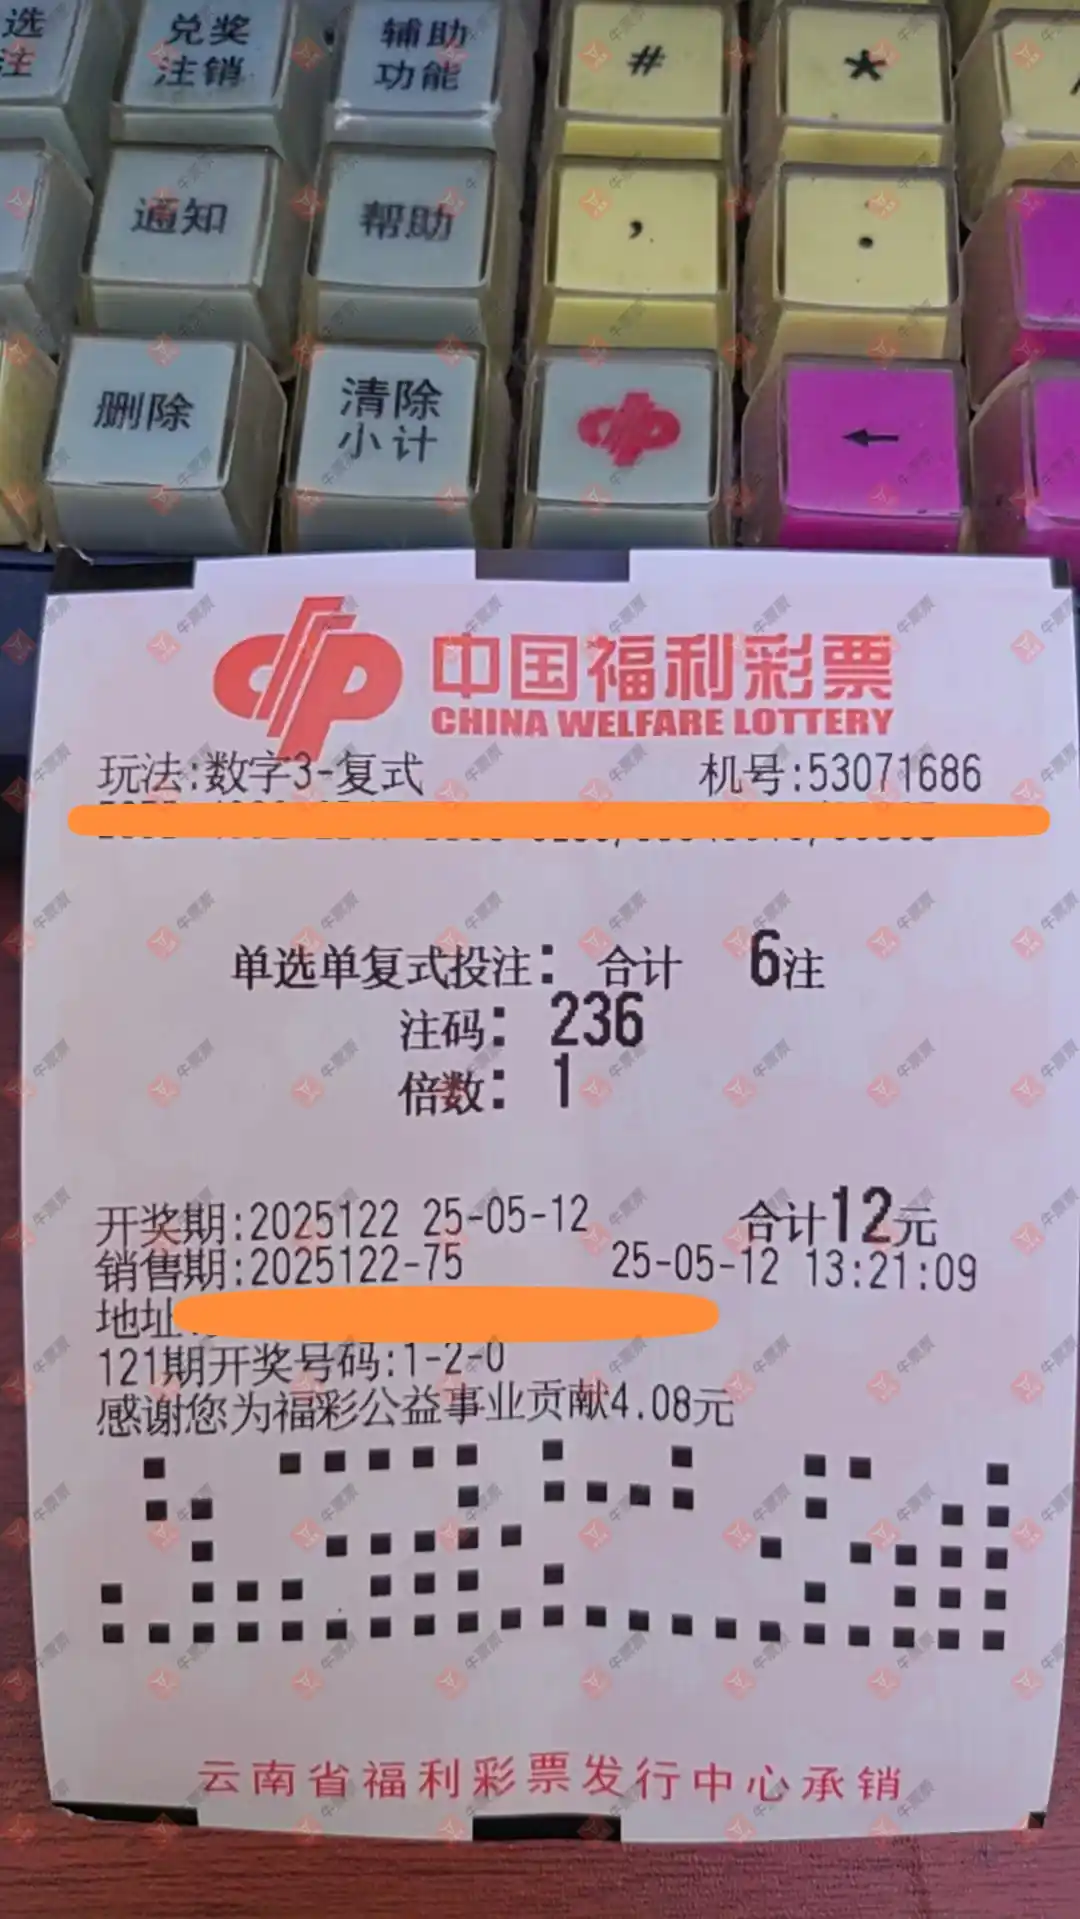 选 兑奖 辅助 # *
注 注销 功能
通知 帮助 , .
删除 清除 ←
小计
中国福利彩票
CHINA WELFARE LOTTERY
玩法:数字3-复式 机号:53071686
单选单复式投注: 合计 6注
注码: 236
倍数: 1
开奖期:2025122 25-05-12 合计12元
销售期:2025122-75 25-05-12 13:21:09
地址
121期开奖号码:1-2-0
感谢您为福彩公益事业贡献4.08元
云南省福利彩票发行中心承销
牛票票